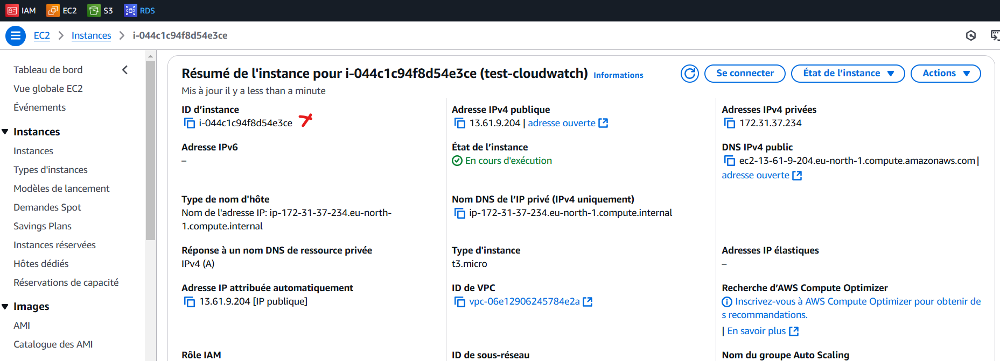 IAM EC2 S3 RDS
EC2 > Instances > i-044c1c94f8d54e3ce
Tableau de bord
Vue globale EC2
Événements
Instances
Instances
Types d'instances
Modèles de lancement
Demandes Spot
Savings Plans
Instances réservées
Hôtes dédiés
Réservations de capacité
Images
AMI
Catalogue des AMI
Résumé de l'instance pour i-044c1c94f8d54e3ce (test-cloudwatch) Informations
Se connecter
État de l’instance
Actions
Mis à jour il y a less than a minute
ID d’instance
i-044c1c94f8d54e3ce
Adresse IPv4 publique
13.61.9.204 | adresse ouverte
Adresses IPv4 privées
172.31.37.234
Adresse IPv6
–
État de l’instance
En cours d'exécution
DNS IPv4 public
ec2-13-61-9-204.eu-north-1.compute.amazonaws.com |
adresse ouverte
Type de nom d'hôte
Nom de l'adresse IP: ip-172-31-37-234.eu-north-
1.compute.internal
Nom DNS de l’IP privé (IPv4 uniquement)
ip-172-31-37-234.eu-north-1.compute.internal
Réponse à un nom DNS de ressource privée
IPv4 (A)
Type d'instance
t3.micro
Adresses IP élastiques
–
Adresse IP attribuée automatiquement
13.61.9.204 [IP publique]
ID de VPC
vpc-06e12906245784e2a
Recherche d’AWS Compute Optimizer
Inscrivez-vous à AWS Compute Optimizer pour obtenir de
s recommandations.
| En savoir plus
Rôle IAM
ID de sous-réseau
Nom du groupe Auto Scaling